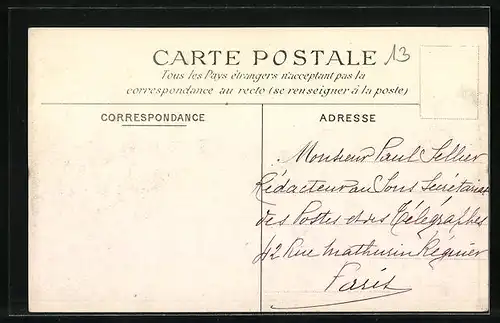 CARTE POSTALE
13
Tous les Pays étrangers n'acceptant pas la
correspondance au recto (se renseigner à la poste)
CORRESPONDANCE
ADRESSE
Monsieur Paul Sellier
Rédacteur au Sous Secrétariat
des Postes et des Télégraphes
42 Rue Mathurin Régnier
Paris